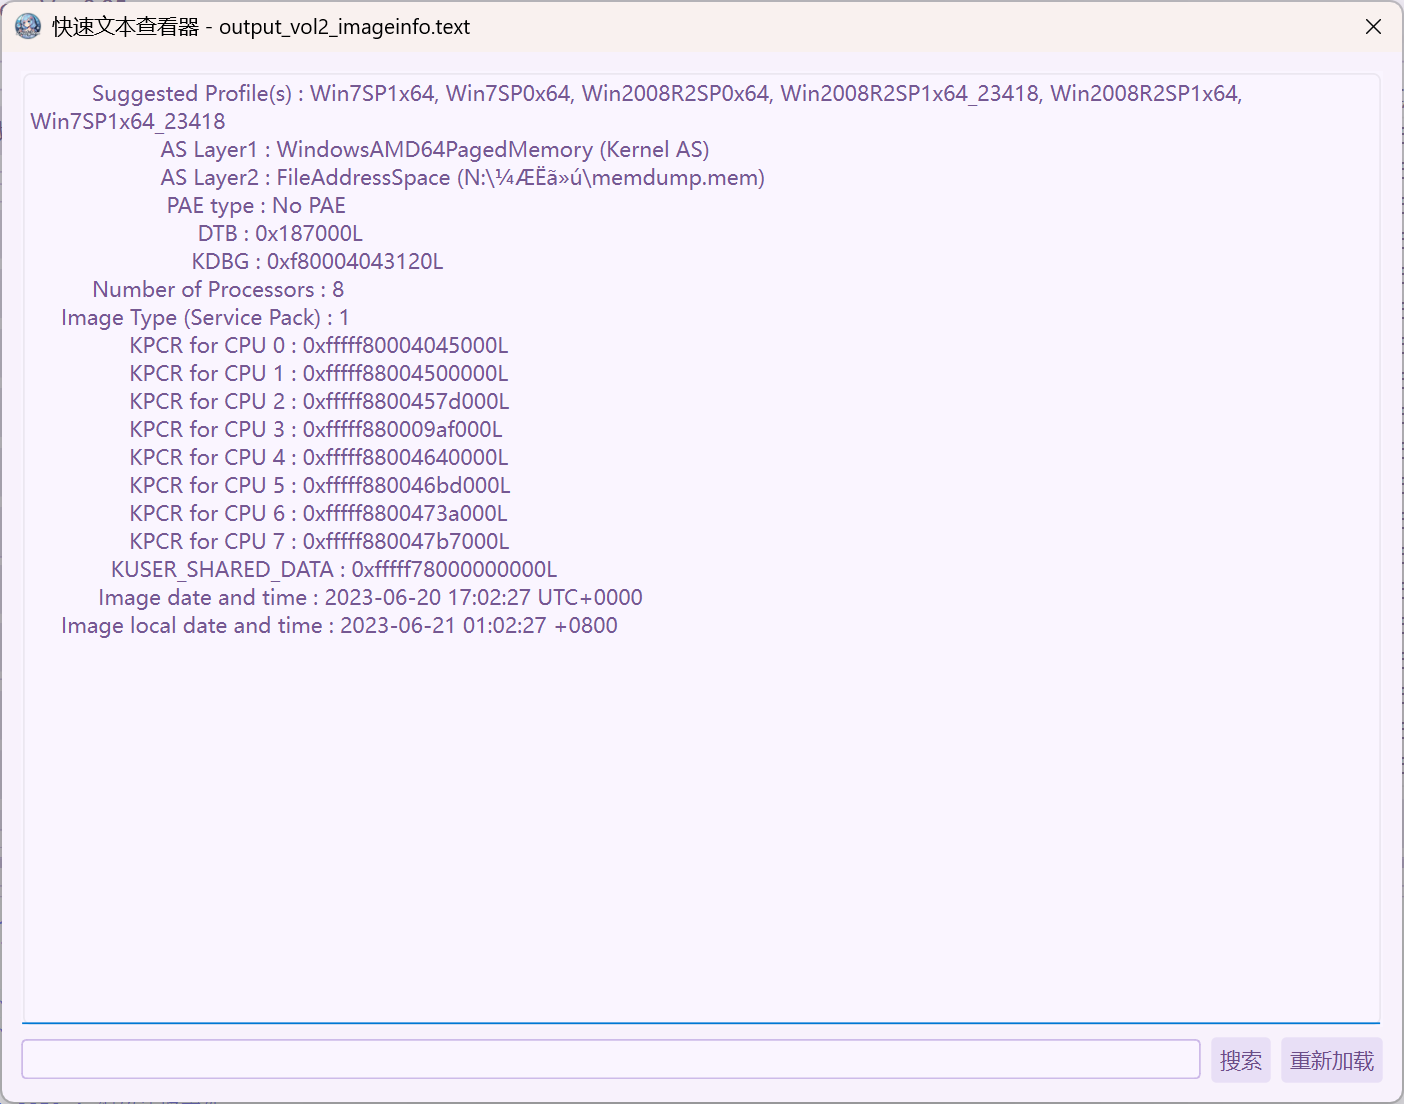 快速文本查看器 - output_vol2_imageinfo.text
Suggested Profile(s) : Win7SP1x64, Win7SP0x64, Win2008R2SP0x64, Win2008R2SP1x64_23418, Win2008R2SP1x64,
Win7SP1x64_23418
AS Layer1 : WindowsAMD64PagedMemory (Kernel AS)
AS Layer2 : FileAddressSpace (N:\¼ÆËã»ú\memdump.mem)
PAE type : No PAE
DTB : 0x187000L
KDBG : 0xf80004043120L
Number of Processors : 8
Image Type (Service Pack) : 1
KPCR for CPU 0 : 0xfffff80004045000L
KPCR for CPU 1 : 0xfffff88004500000L
KPCR for CPU 2 : 0xfffff8800457d000L
KPCR for CPU 3 : 0xfffff880009af000L
KPCR for CPU 4 : 0xfffff88004640000L
KPCR for CPU 5 : 0xfffff880046bd000L
KPCR for CPU 6 : 0xfffff8800473a000L
KPCR for CPU 7 : 0xfffff880047b7000L
KUSER_SHARED_DATA : 0xfffff78000000000L
Image date and time : 2023-06-20 17:02:27 UTC+0000
Image local date and time : 2023-06-21 01:02:27 +0800
搜索 重新加载